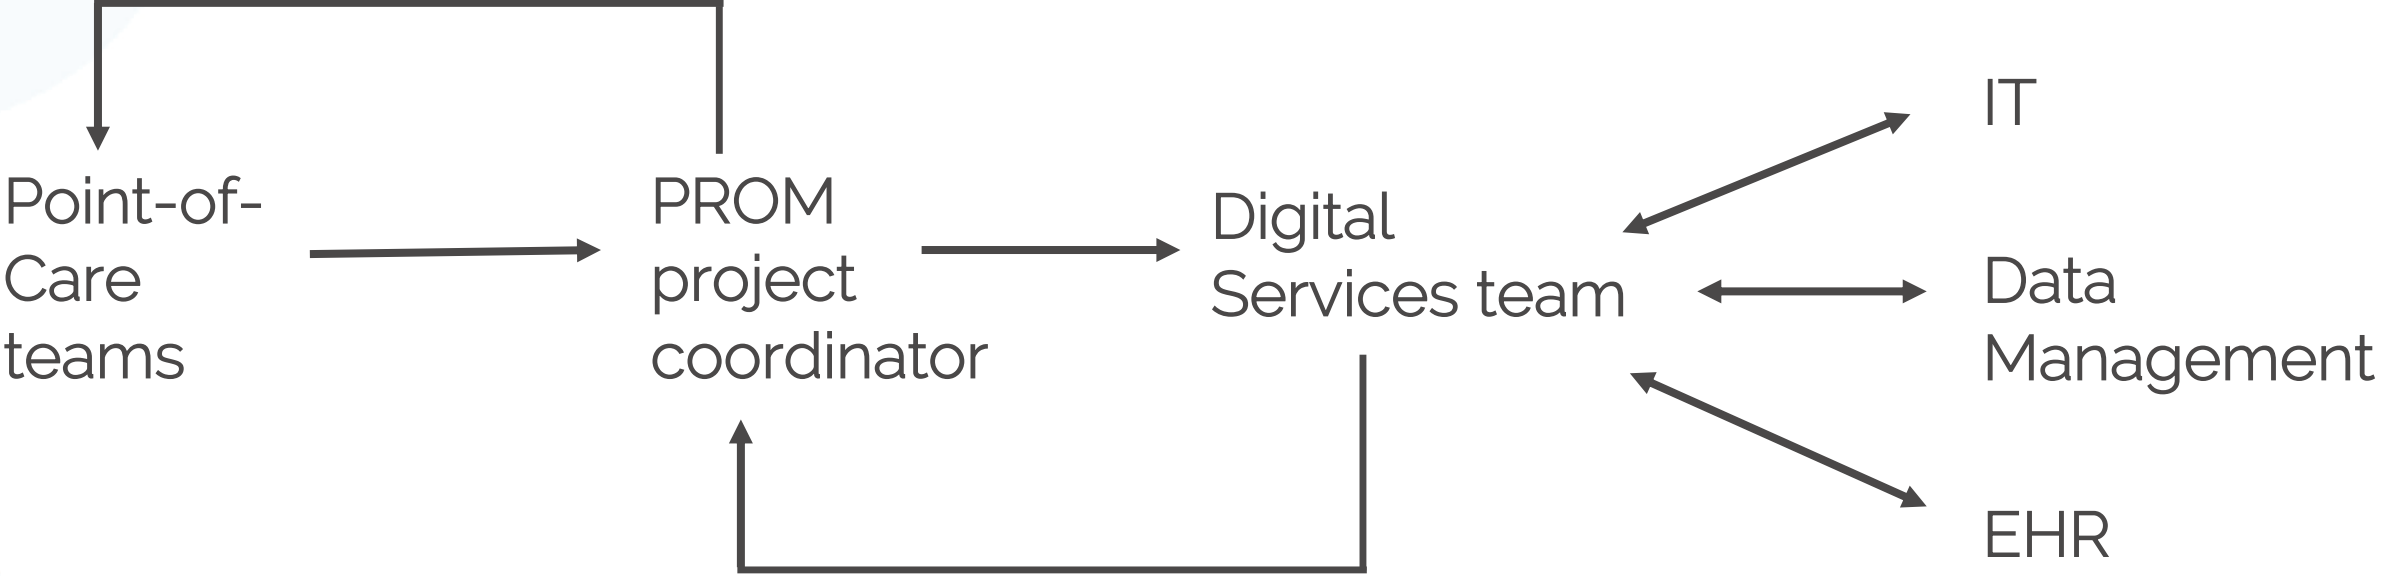 Point-of-
Care
teams
PROM
project
coordinator
Digital
Services team
IT
Data
Management
EHR